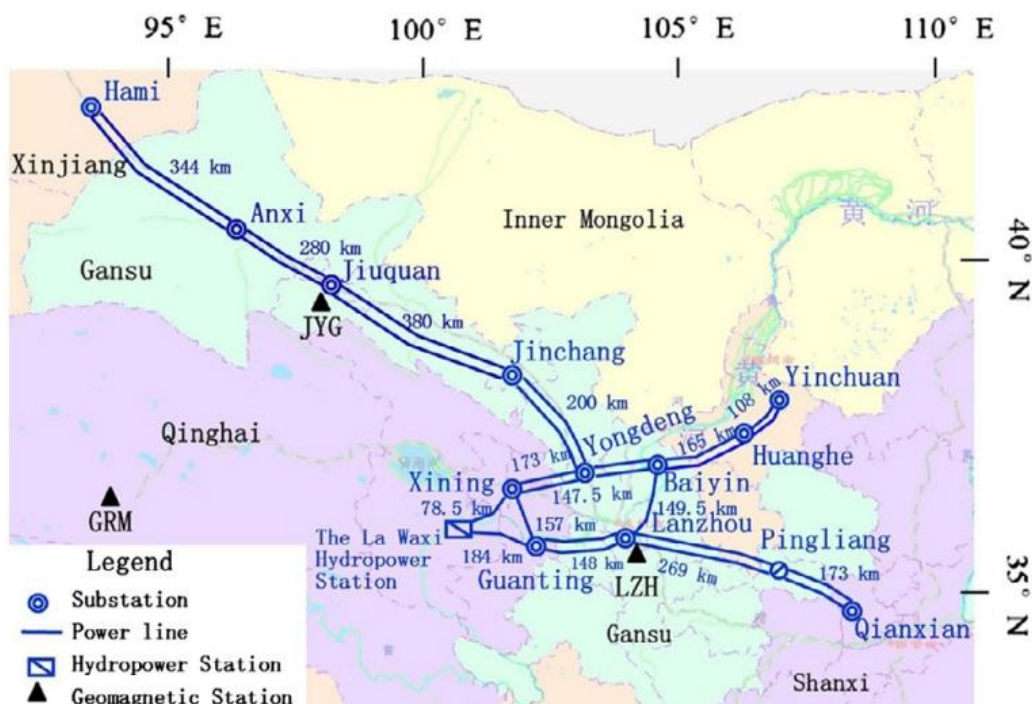 95° E
100° E
105° E
110° E
Hami
Xinjiang
344 km
Anxi
Inner Mongolia
黄 河
40° N
280 km
Gansu
Jiuquan
JYG
380 km
Jinchang
黄
Yinchuan
200 km
108 km
Qinghai
Yongdeng
165 km
173 km
Huanghe
Xining
Baiyin
147.5 km
GRM
78.5 km
149.5 km
157 km
Lanzhou
The La Waxi
Hydropower
Station
Pingliang
184 km
148 km
269 km
173 km
35° N
Guanting
LZH
Qianxian
Gansu
Shanxi
Legend
Substation
Power line
Hydropower Station
Geomagnetic Station